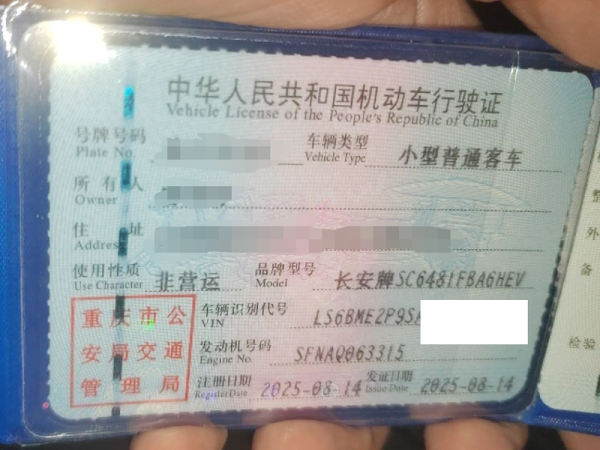 中华人民共和国机动车行驶证
Vehicle License of the People's Republic of China
号牌号码
Plate No.
车辆类型 小型普通客车
Vehicle Type
所有人
Owner
住址
Address
使用性质 非营运 品牌型号 长安牌SC6481FBA6HEV
Use Character Model
重庆市公
安局交通
管理局
车辆识别代号 LS6BME2P9S
VIN
发动机号码 SFNAQ063315
Engine No.
注册日期 2025-08-14 发证日期 2025-08-14
Register Date Issue Date
整
外
备
检验